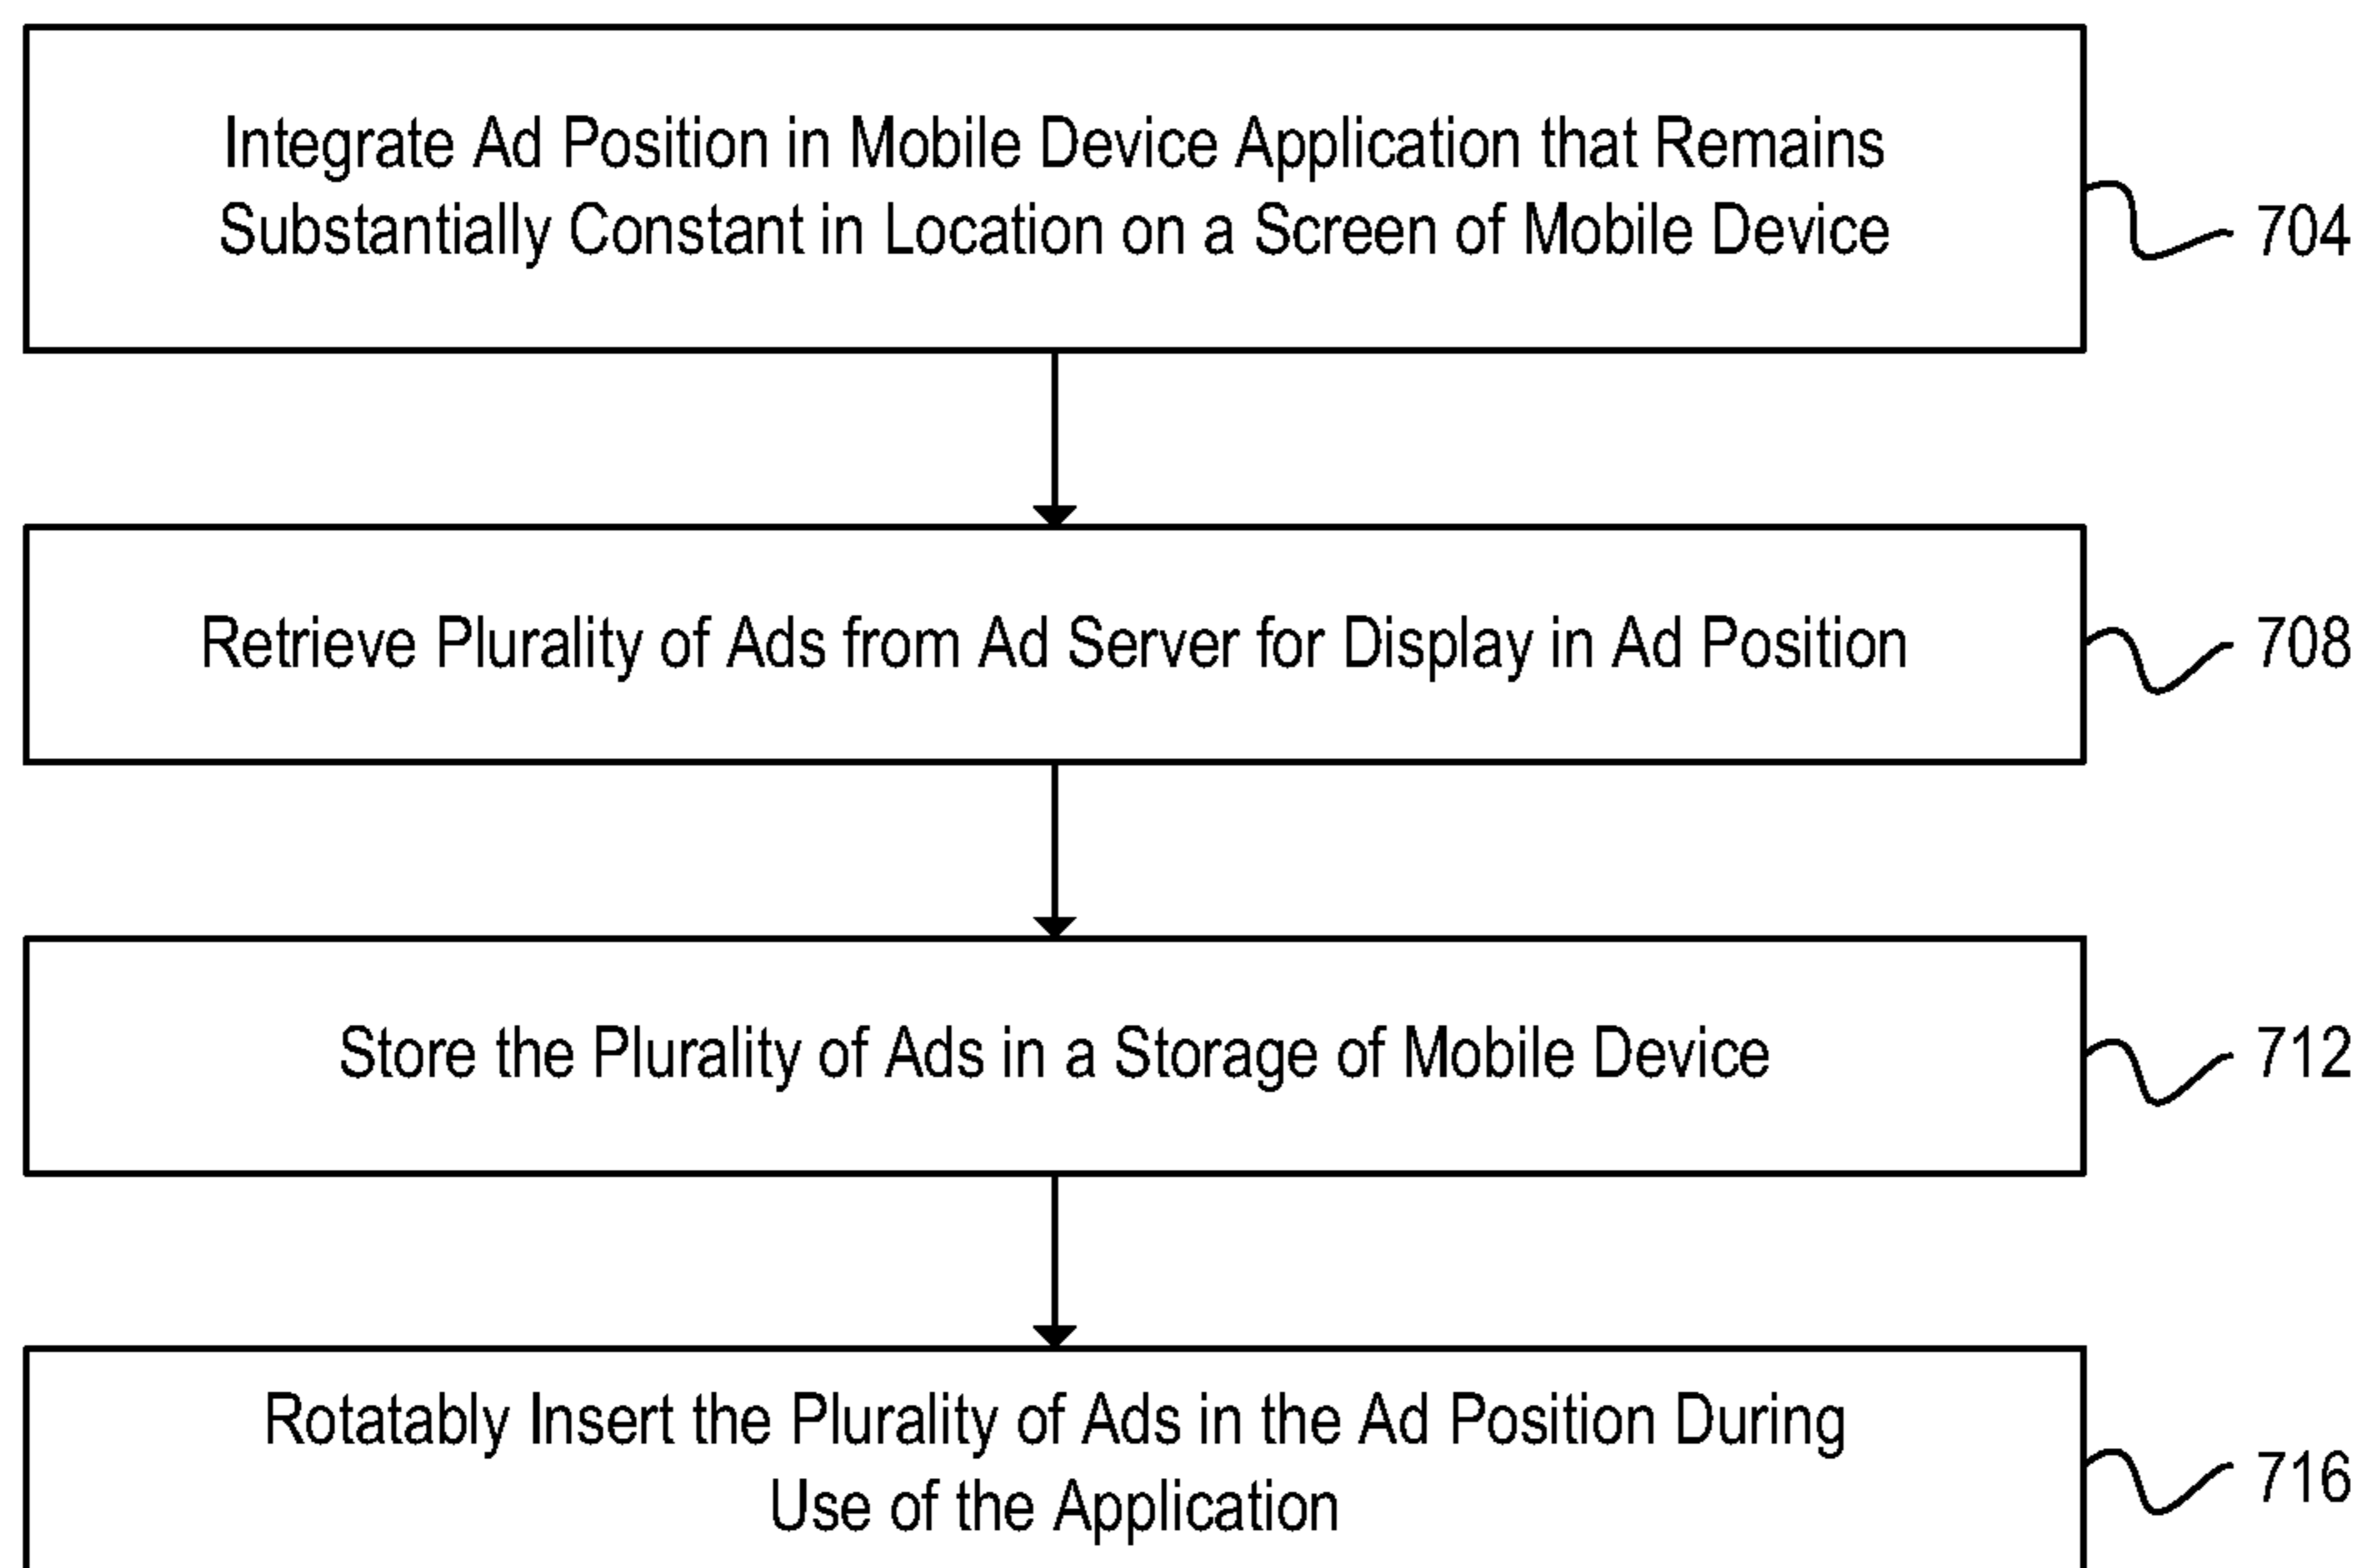 Integrate Ad Position in Mobile Device Application that Remains
Substantially Constant in Location on a Screen of Mobile Device
704
Retrieve Plurality of Ads from Ad Server for Display in Ad Position
708
Store the Plurality of Ads in a Storage of Mobile Device
712
Rotatably Insert the Plurality of Ads in the Ad Position During
Use of the Application
716